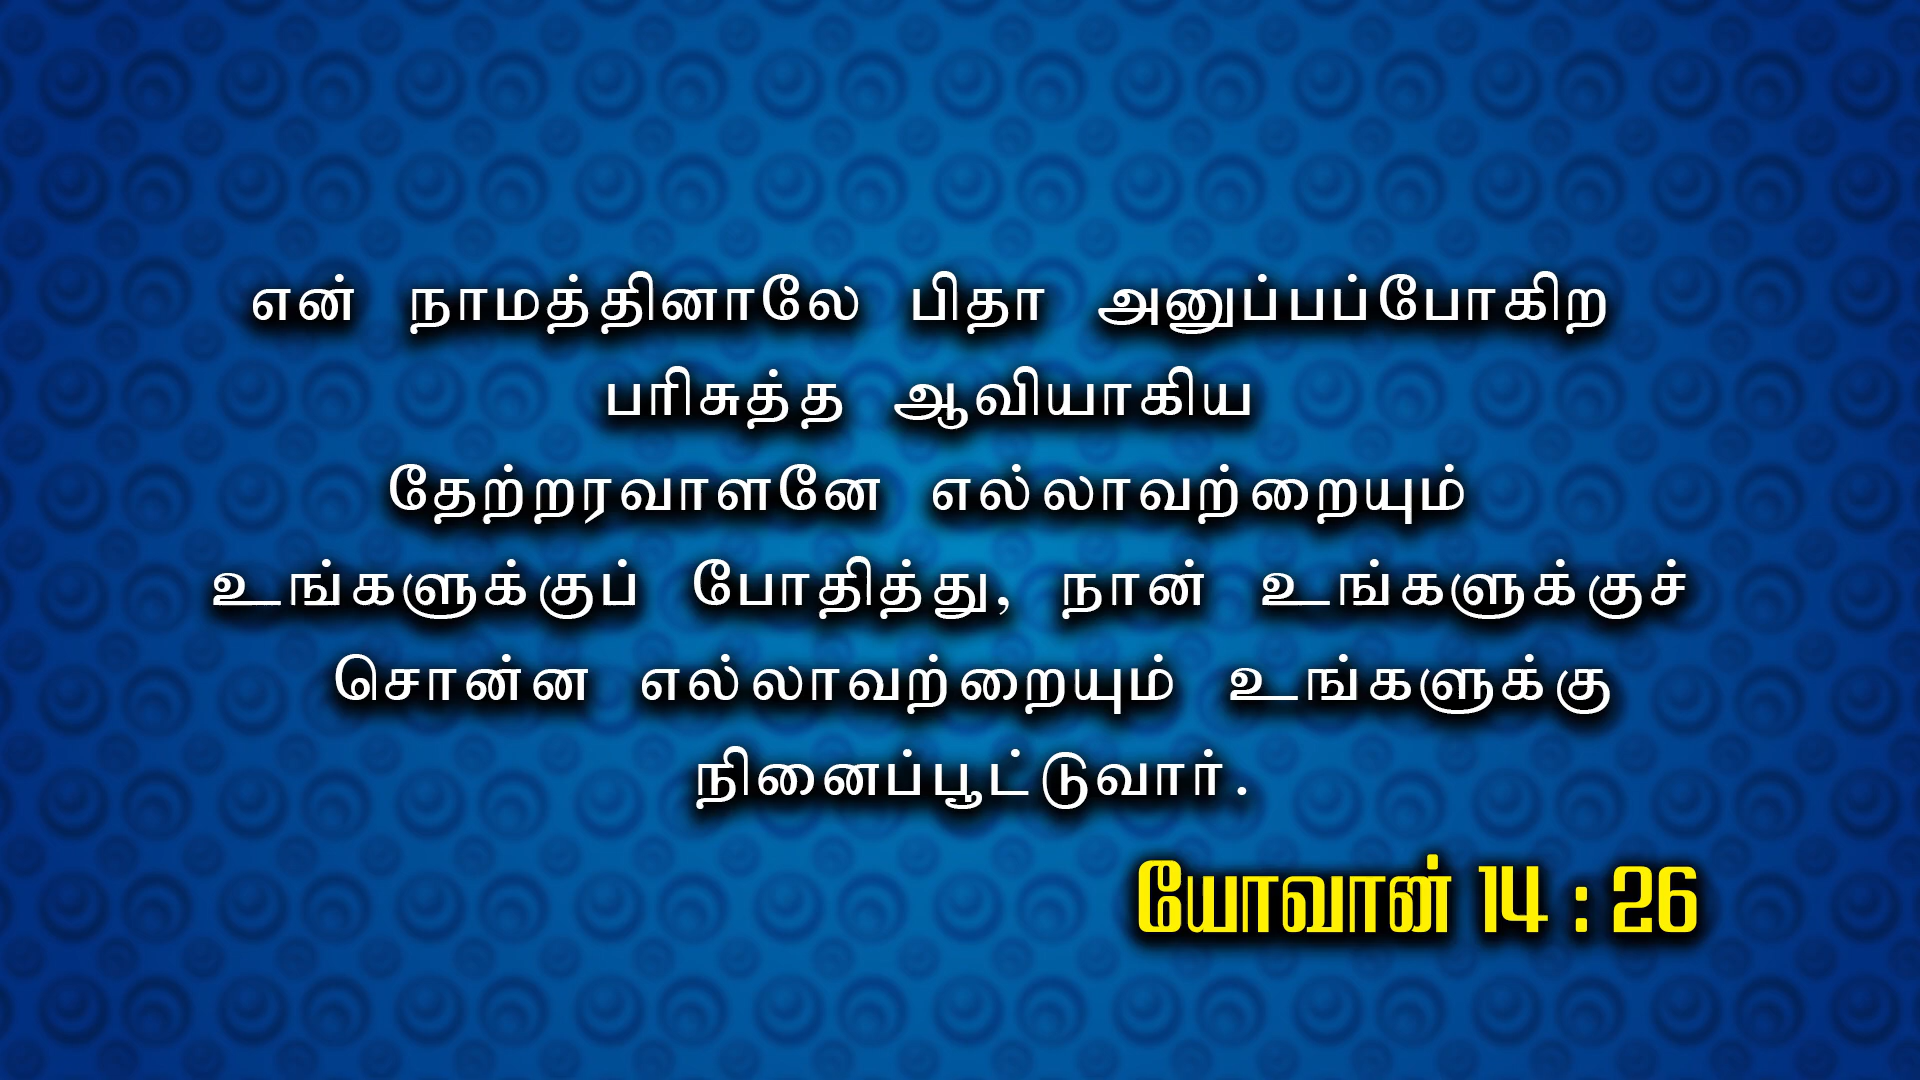 என் நாமத்தினாலே பிதா அனுப்பப்போகிற
பரிசுத்த ஆவியாகிய
தேற்றரவாளனே எல்லாவற்றையும்
உங்களுக்குப் போதித்து, நான் உங்களுக்குச்
சொன்ன எல்லாவற்றையும் உங்களுக்கு
நினைப்பூட்டுவார்.
யோவான் 14 : 26